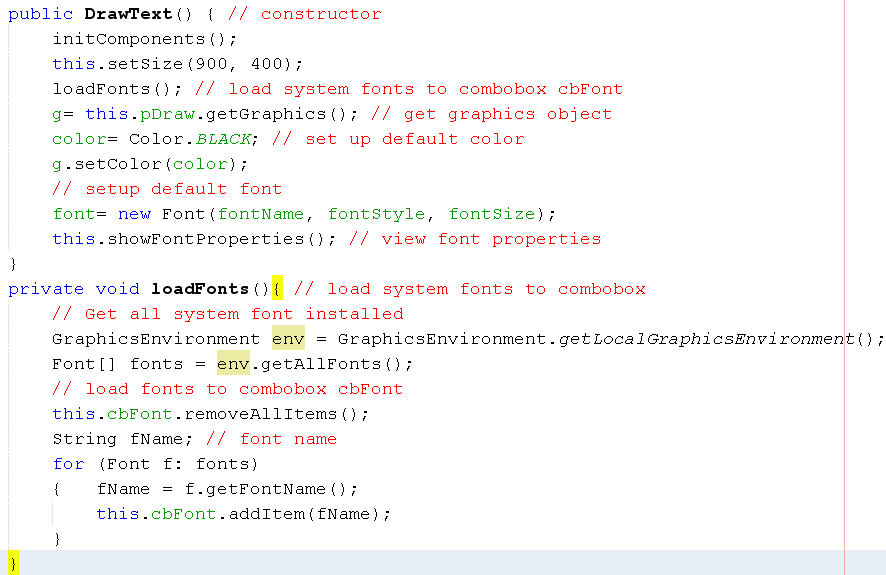 public DrawText() { // constructor
    initComponents();
    this.setSize(900, 400);
    loadFonts(); // load system fonts to combobox cbFont
    g= this.pDraw.getGraphics(); // get graphics object
    color= Color.BLACK; // set up default color
    g.setColor(color);
    // setup default font
    font= new Font(fontName, fontStyle, fontSize);
    this.showFontProperties(); // view font properties
}
private void loadFonts(){ // load system fonts to combobox
    // Get all system font installed
    GraphicsEnvironment env = GraphicsEnvironment.getLocalGraphicsEnvironment();
    Font[] fonts = env.getAllFonts();
    // load fonts to combobox cbFont
    this.cbFont.removeAllItems();
    String fName; // font name
    for (Font f: fonts)
    {   fName = f.getFontName();
        this.cbFont.addItem(fName);
    }
}